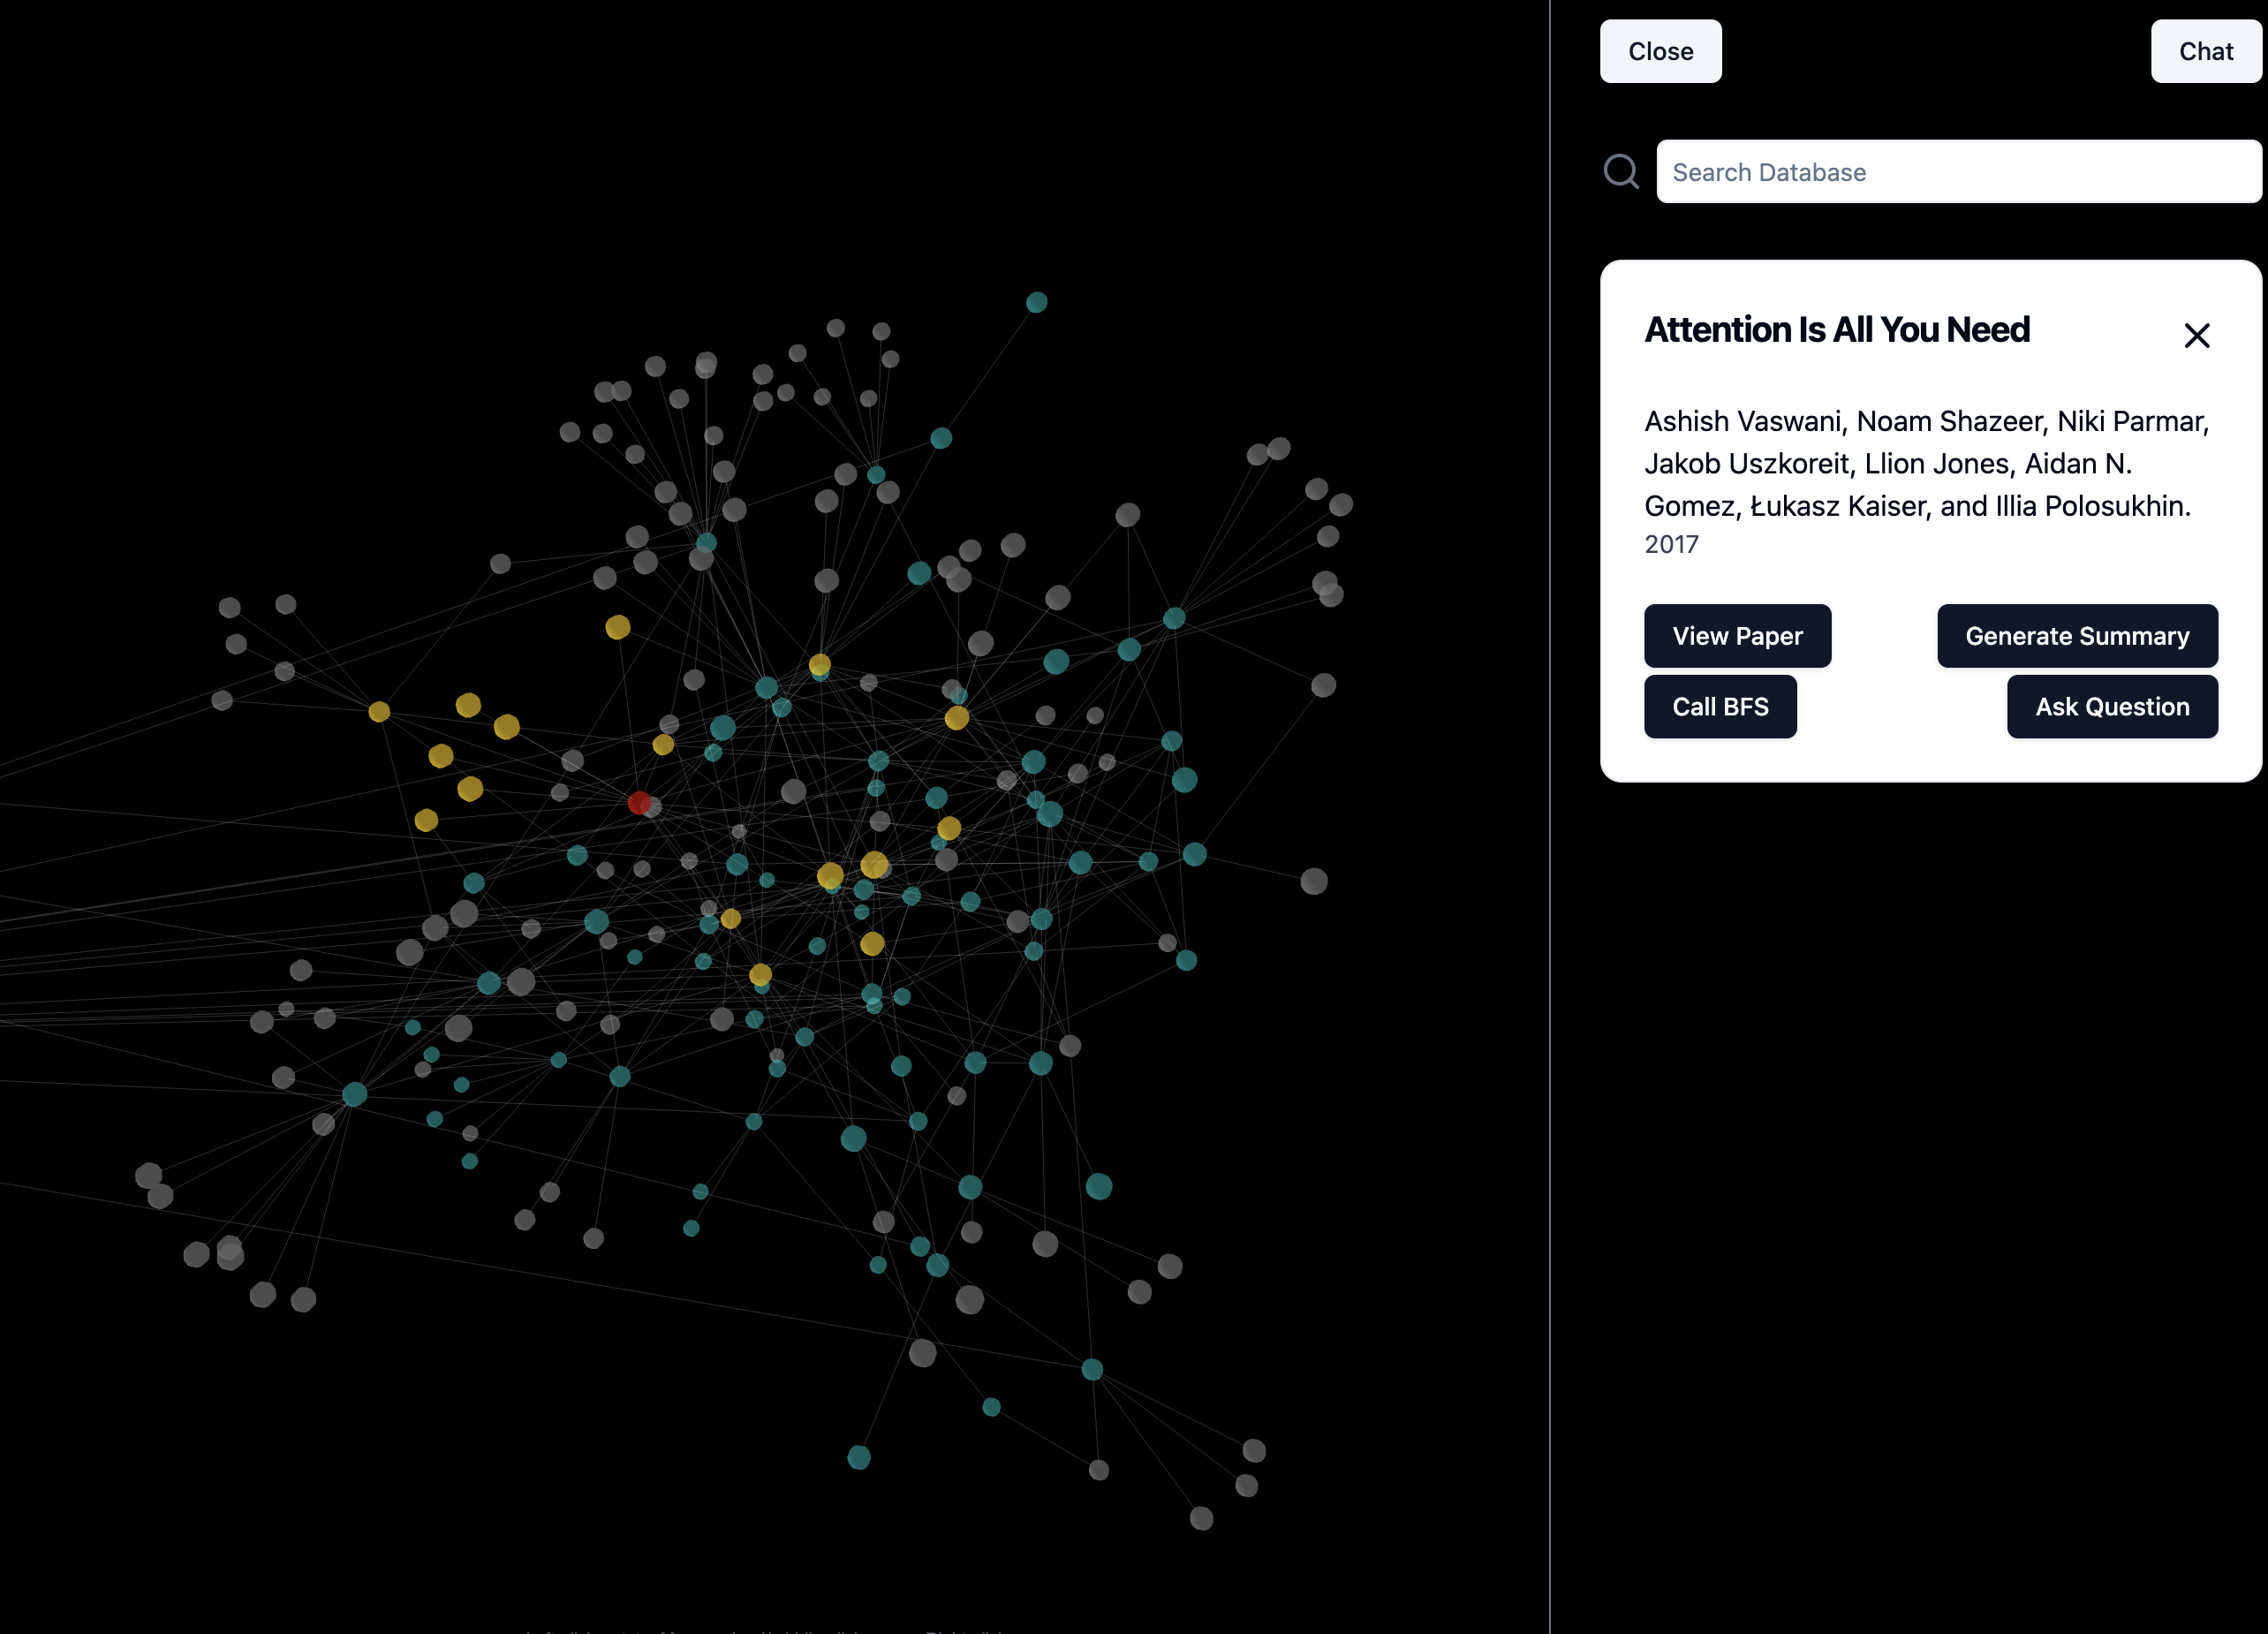 Close
Chat
Search Database
Attention Is All You Need
Ashish Vaswani, Noam Shazeer, Niki Parmar,
Jakob Uszkoreit, Llion Jones, Aidan N.
Gomez, Łukasz Kaiser, and Illia Polosukhin.
2017
View Paper
Generate Summary
Call BFS
Ask Question